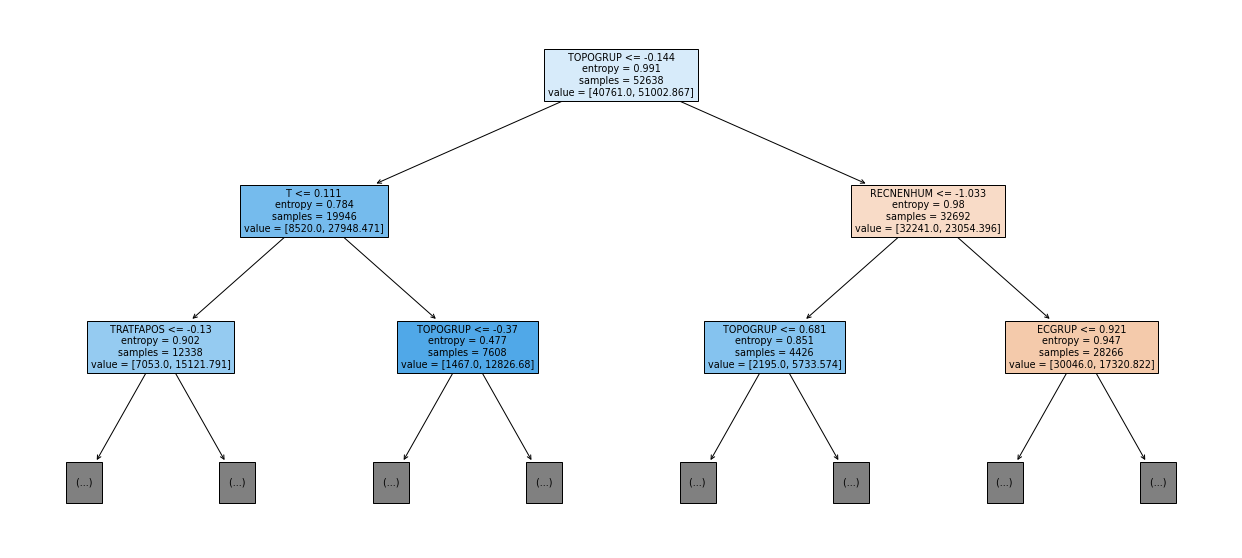 TOPOGRUP <= -0.144
entropy = 0.991
samples = 52638
value = [40761.0, 51002.867]
T <= 0.111
entropy = 0.784
samples = 19946
value = [8520.0, 27948.471]
RECNENHUM <= -1.033
entropy = 0.98
samples = 32692
value = [32241.0, 23054.396]
TRATFAPOS <= -0.13
entropy = 0.902
samples = 12338
value = [7053.0, 15121.791]
TOPOGRUP <= -0.37
entropy = 0.477
samples = 7608
value = [1467.0, 12826.68]
TOPOGRUP <= 0.681
entropy = 0.851
samples = 4426
value = [2195.0, 5733.574]
ECGRUP <= 0.921
entropy = 0.947
samples = 28266
value = [30046.0, 17320.822]
(...)
(...)
(...)
(...)
(...)
(...)
(...)
(...)